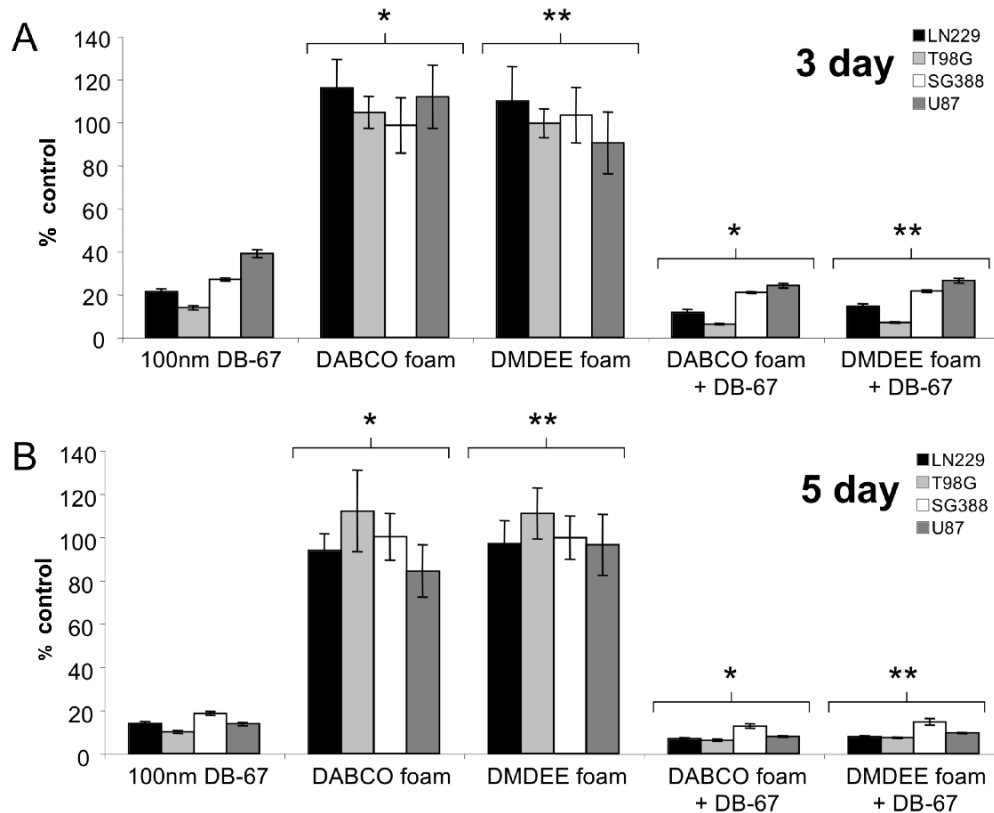 A
3 day
LN229
T98G
SG388
U87
* **
140
120
100
80
60
40
20
0
% control
* **
100nm DB-67
DABCO foam
DMDEE foam
DABCO foam
+ DB-67
DMDEE foam
+ DB-67
B
5 day
LN229
T98G
SG388
U87
* **
140
120
100
80
60
40
20
0
% control
* **
100nm DB-67
DABCO foam
DMDEE foam
DABCO foam
+ DB-67
DMDEE foam
+ DB-67